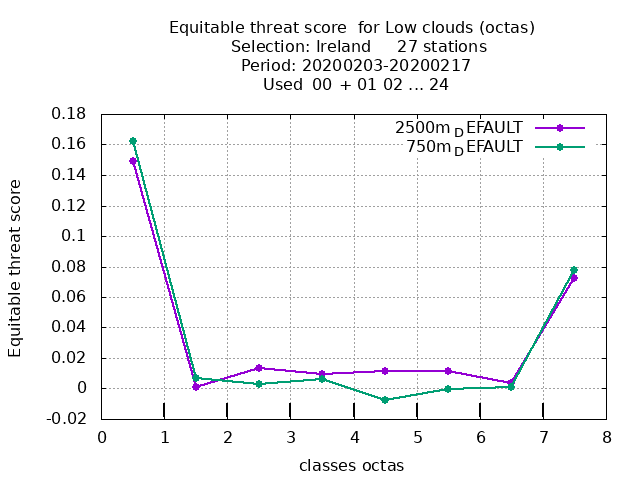 Equitable threat score  for Low clouds (octas)
Selection: Ireland     27 stations
Period: 20200203-20200217
Used  00 + 01 02 ... 24
2500m_DEFAULT
750m_DEFAULT
Equitable threat score
0.18
0.16
0.14
0.12
0.1
0.08
0.06
0.04
0.02
0
-0.02
0 1 2 3 4 5 6 7 8
classes octas